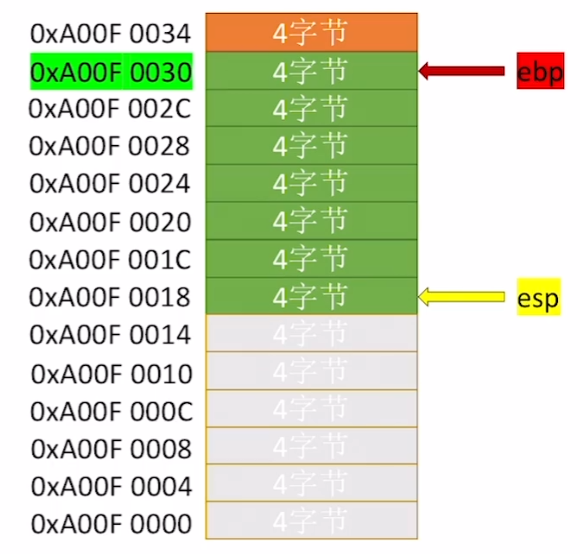 0xA00F 0034 4字节
0xA00F 0030 4字节 ebp
0xA00F 002C 4字节
0xA00F 0028 4字节
0xA00F 0024 4字节
0xA00F 0020 4字节
0xA00F 001C 4字节
0xA00F 0018 4字节 esp
0xA00F 0014 4字节
0xA00F 0010 4字节
0xA00F 000C 4字节
0xA00F 0008 4字节
0xA00F 0004 4字节
0xA00F 0000 4字节